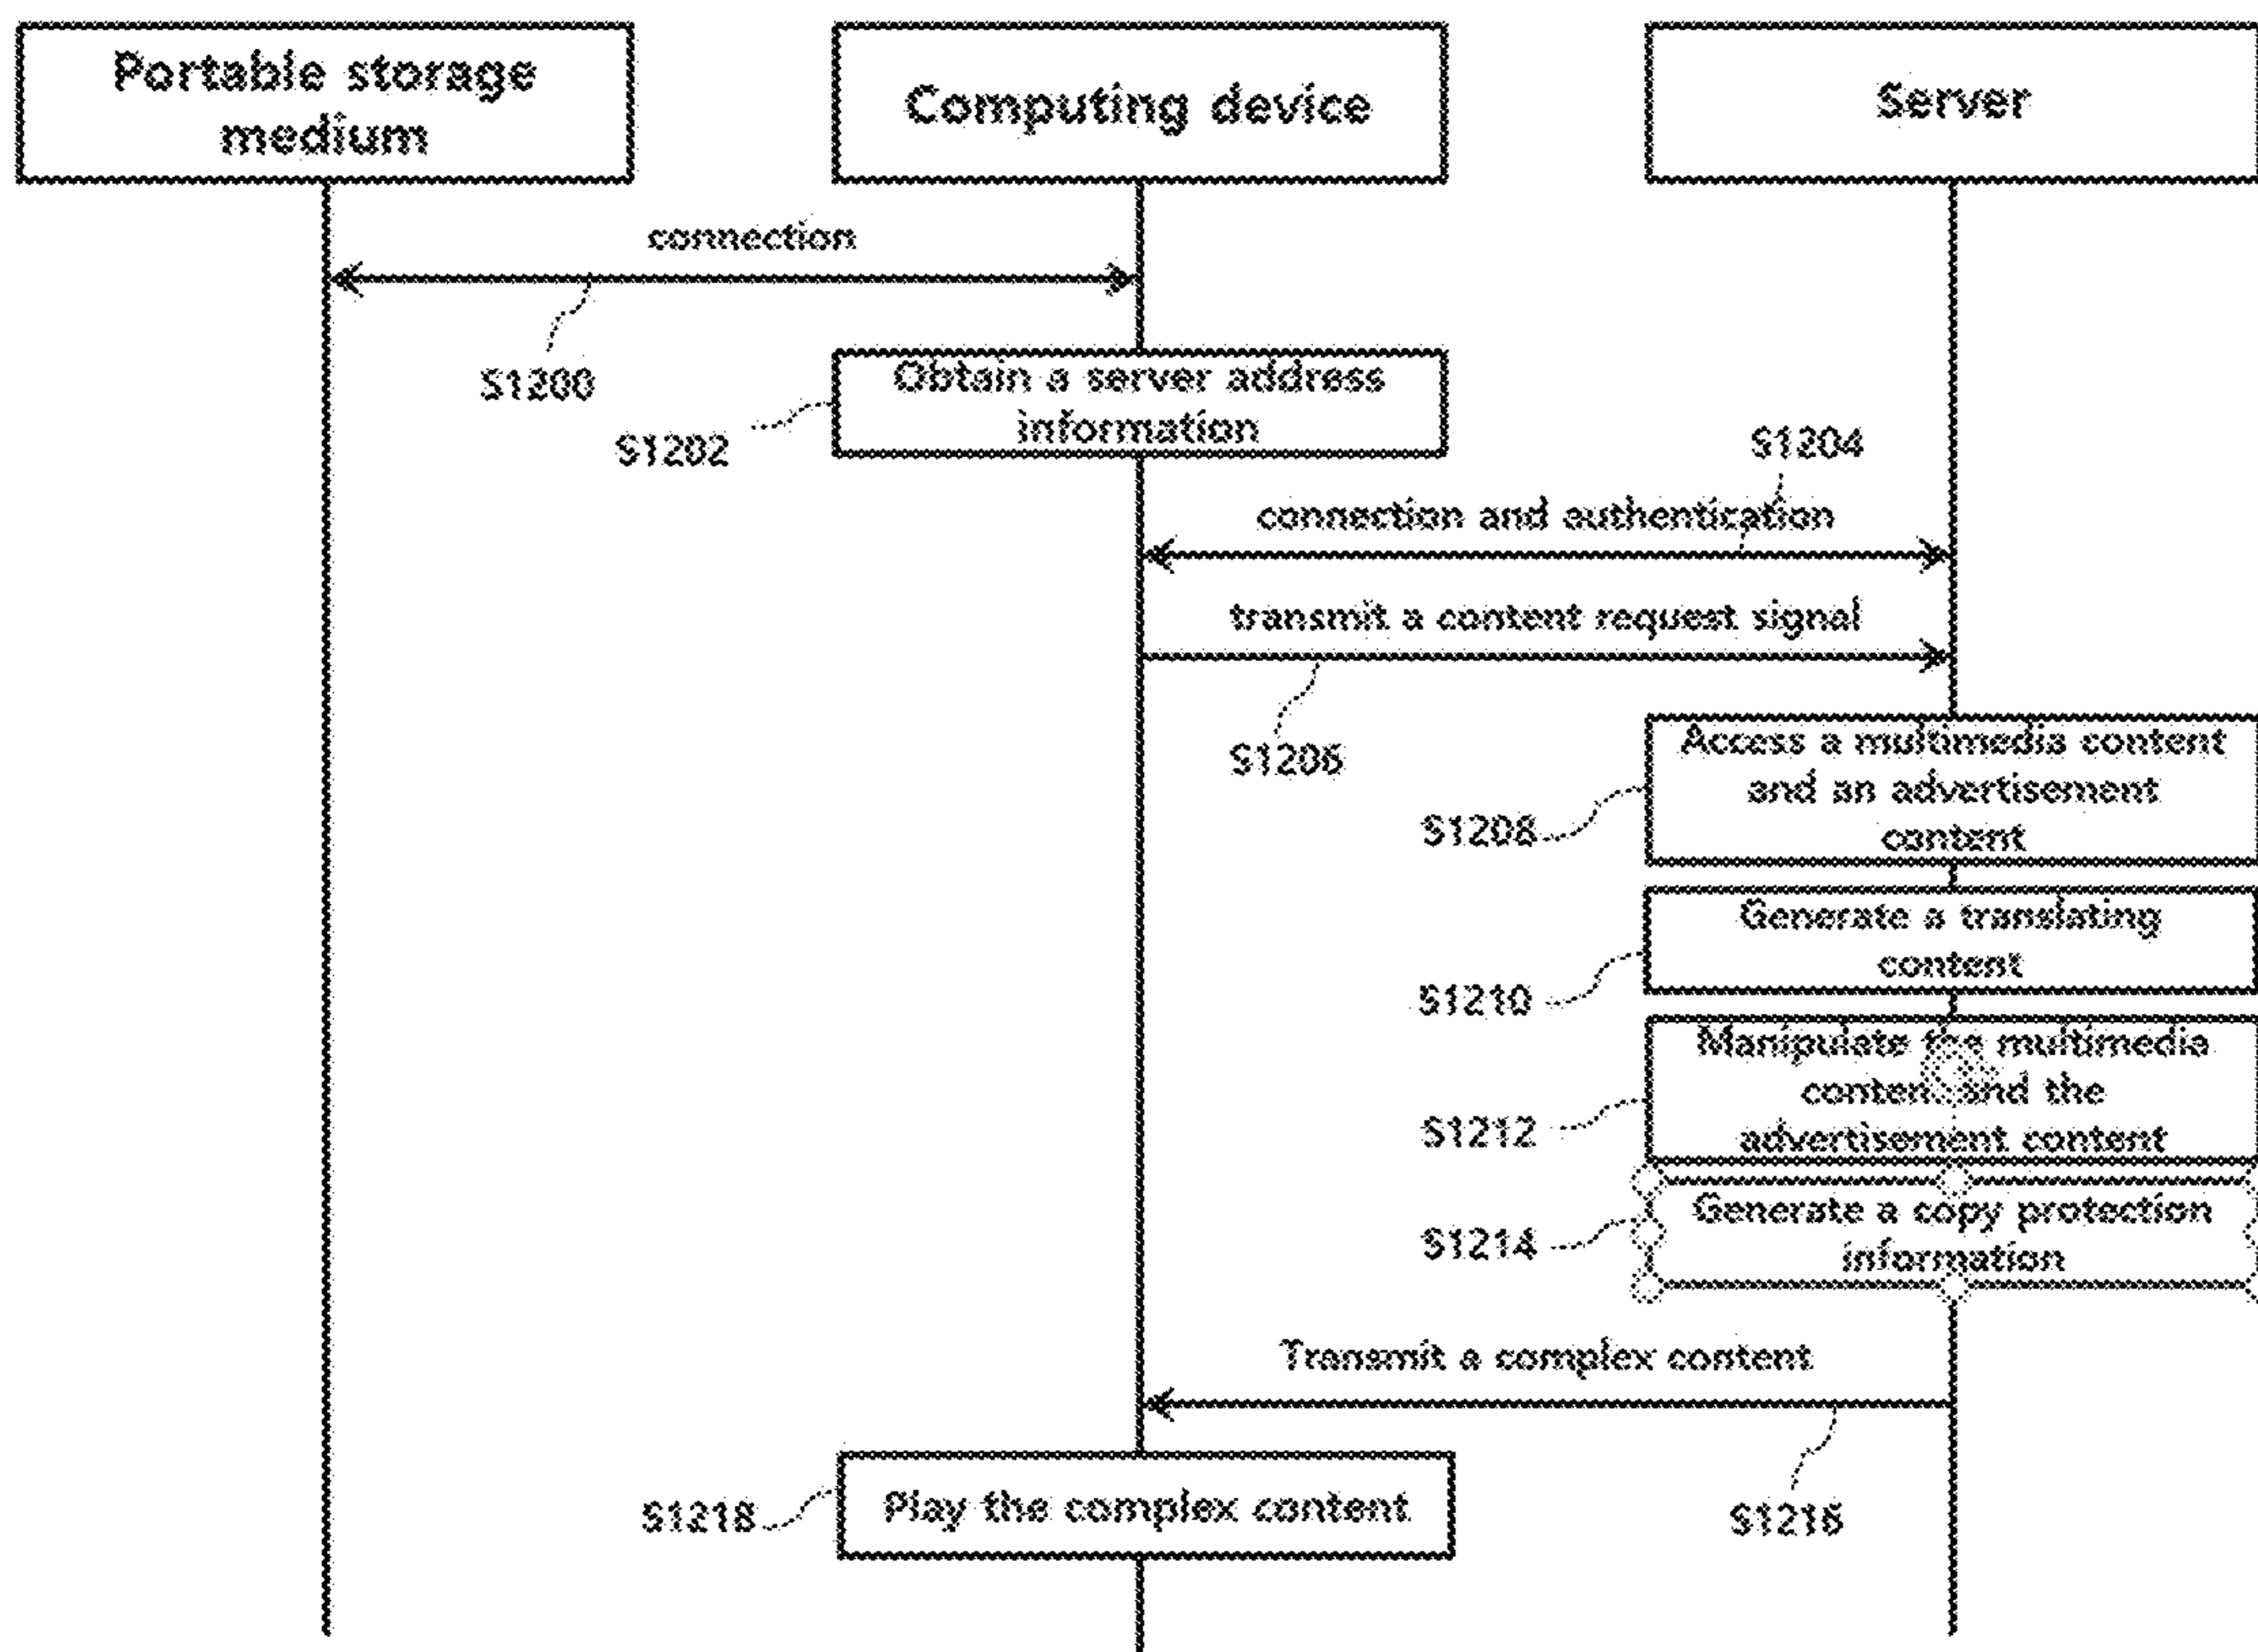 Portable storage
medium
Computing device
Server
connection
S1200
Obtain a server address
information
S1202
S1204
connection and authentication
transmit a content request signal
S1206
Access a multimedia content
and an advertisement
content
S1208
Generate a translating
content
S1210
Manipulate the multimedia
content and the
advertisement content
S1212
Generate a copy protection
information
S1214
Transmit a complex content
S1216
Play the complex content
S1218